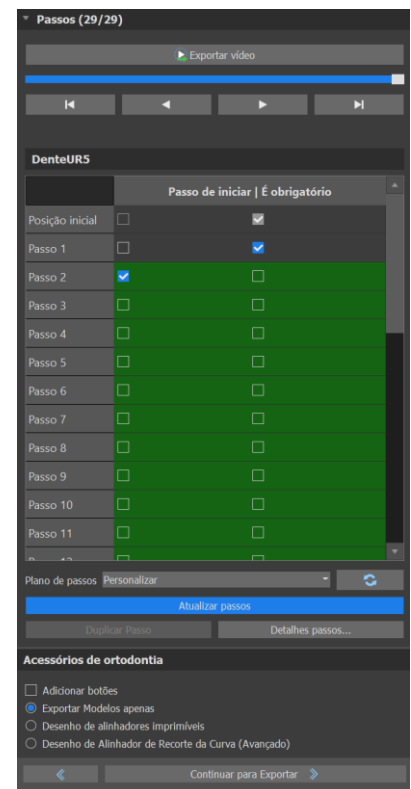 Passos (29/29)
Exportar vídeo
DenteUR5
Passo de iniciar | É obrigatório
Posição inicial
Passo 1
Passo 2
Passo 3
Passo 4
Passo 5
Passo 6
Passo 7
Passo 8
Passo 9
Passo 10
Passo 11
Plano de passos Personalizar
Atualizar passos
Duplicar Passo Detalhes passos...
Acessórios de ortodontia
Adicionar botões
Exportar Modelos apenas
Desenho de alinhadores imprimíveis
Desenho de Alinhador de Recorte da Curva (Avançado)
Continuar para Exportar